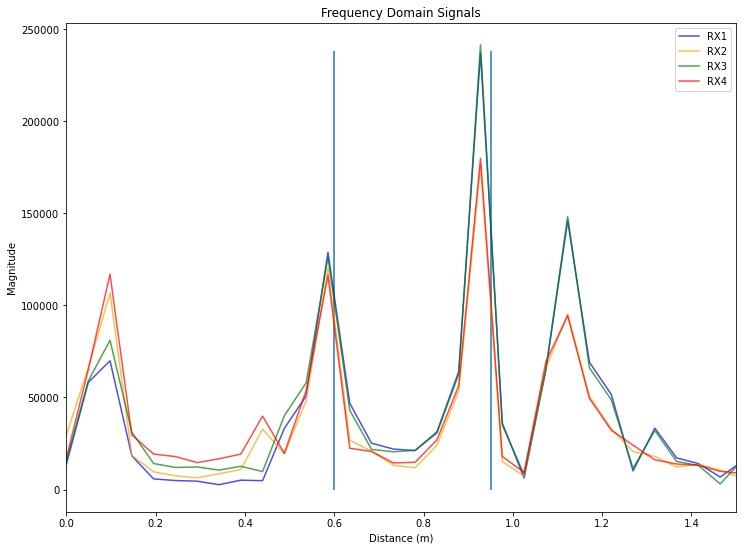 Frequency Domain Signals
250000
200000
150000
100000
50000
0
Magnitude
RX1
RX2
RX3
RX4
0.0 0.2 0.4 0.6 0.8 1.0 1.2 1.4
Distance (m)